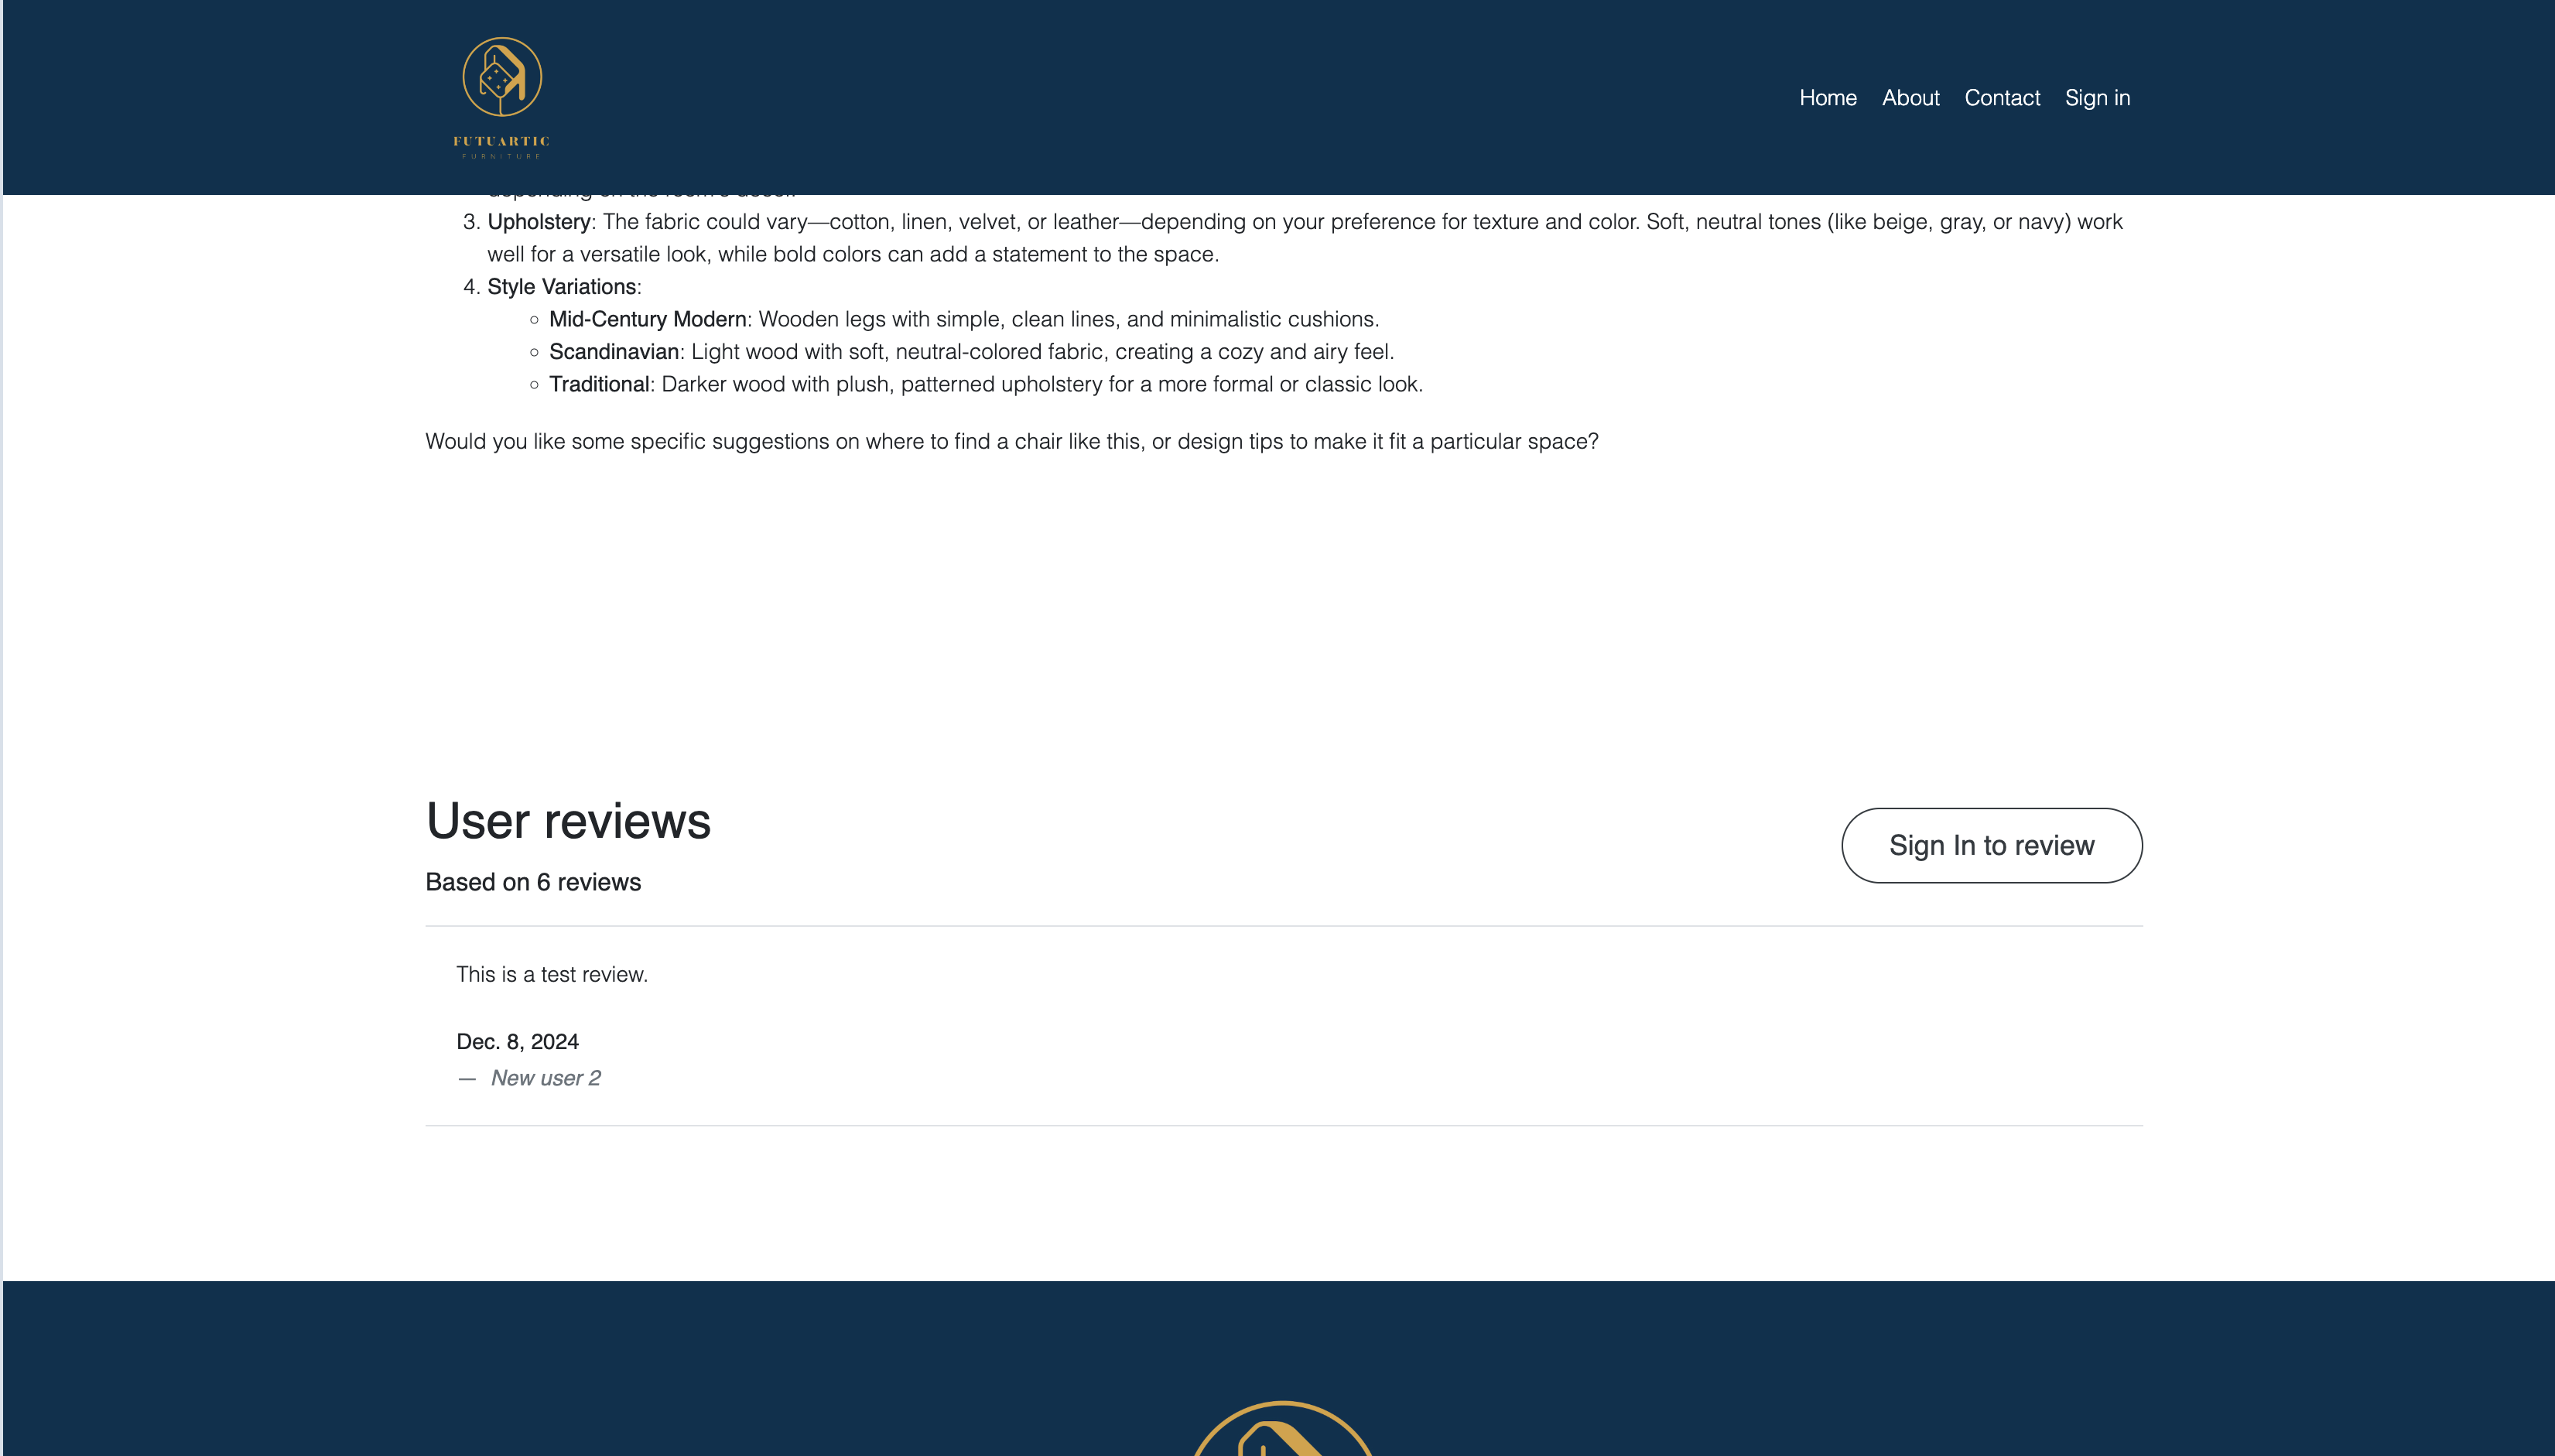 FUTUARTIC
FURNITURE
Home About Contact Sign in
depending on the room's decor.
3. Upholstery: The fabric could vary—cotton, linen, velvet, or leather—depending on your preference for texture and color. Soft, neutral tones (like beige, gray, or navy) work
well for a versatile look, while bold colors can add a statement to the space.
4. Style Variations:
Mid-Century Modern: Wooden legs with simple, clean lines, and minimalistic cushions.
Scandinavian: Light wood with soft, neutral-colored fabric, creating a cozy and airy feel.
Traditional: Darker wood with plush, patterned upholstery for a more formal or classic look.
Would you like some specific suggestions on where to find a chair like this, or design tips to make it fit a particular space?
User reviews
Sign In to review
Based on 6 reviews
This is a test review.
Dec. 8, 2024
— New user 2